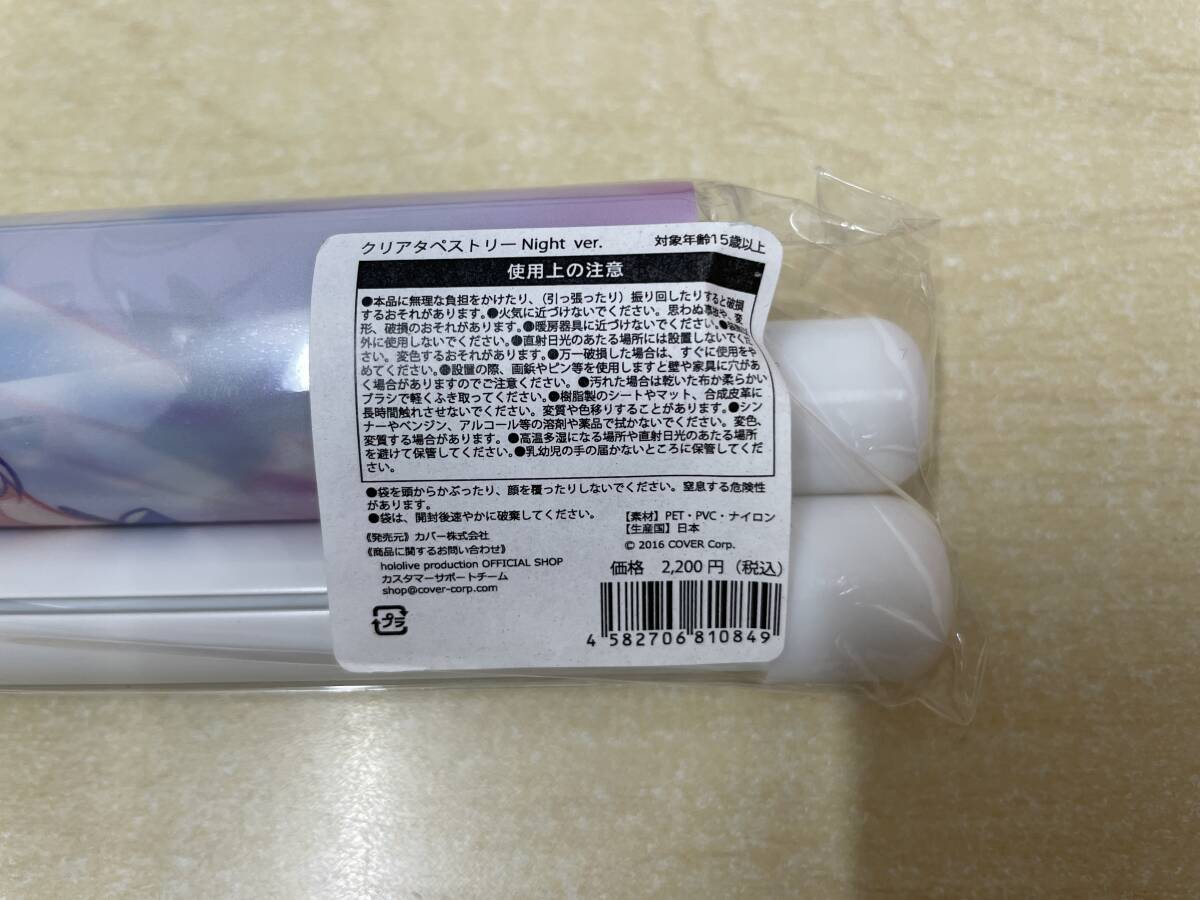 クリアタペストリー Night ver. 対象年齢15歳以上
使用上の注意
●本品に無理な負担をかけたり、（引っ張ったり）振り回したりすると破損
するおそれがあります。●火気に近づけないでください。思わぬ事故や、変
形、破損のおそれがあります。●暖房器具に近づけないでください。●
外に使用しないでください。●直射日光のあたる場所には設置しないでくだ
さい。変色するおそれがあります。●万一破損した場合は、すぐに使用をや
めてください。●設置の際、画鋲やピン等を使用しますと壁や家具に穴があ
く場合がありますのでご注意ください。●汚れた場合は乾いた布か柔らかい
ブラシで軽くふき取ってください。●樹脂製のシートやマット、合成皮革に
長時間触れさせないでください。変質や色移りすることがあります。●シン
ナーやベンジン、アルコール等の溶剤や薬品で拭かないでください。変色、
変質する場合があります。●高温多湿になる場所や直射日光のあたる場所
を避けて保管してください。●乳幼児の手の届かないところに保管してくだ
さい。
●袋を頭からかぶったり、顔を覆ったりしないでください。窒息する危険性
があります。
●袋は、開封後速やかに破棄してください。
【素材】PET・PVC・ナイロン
【生産国】日本
© 2016 COVER Corp.
《発売元》カバー株式会社
《商品に関するお問い合わせ》
hololive production OFFICIAL SHOP
カスタマーサポートチーム
shop@cover-corp.com
価格 2,200円（税込）
プラ
4 582706 810849